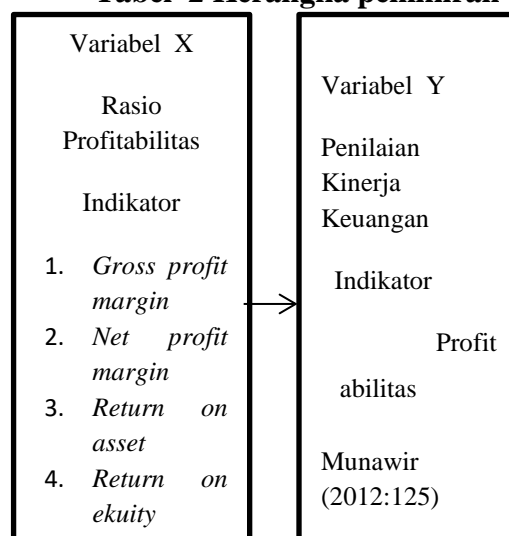 Tabel 2 Kerangka pemikiran
Variabel X
Rasio
Profitabilitas
Indikator
1. Gross profit
margin
2. Net profit
margin
3. Return on
asset
4. Return on
ekuity
Variabel Y
Penilaian
Kinerja
Keuangan
Indikator
Profit
abilitas
Munawir
(2012:125)